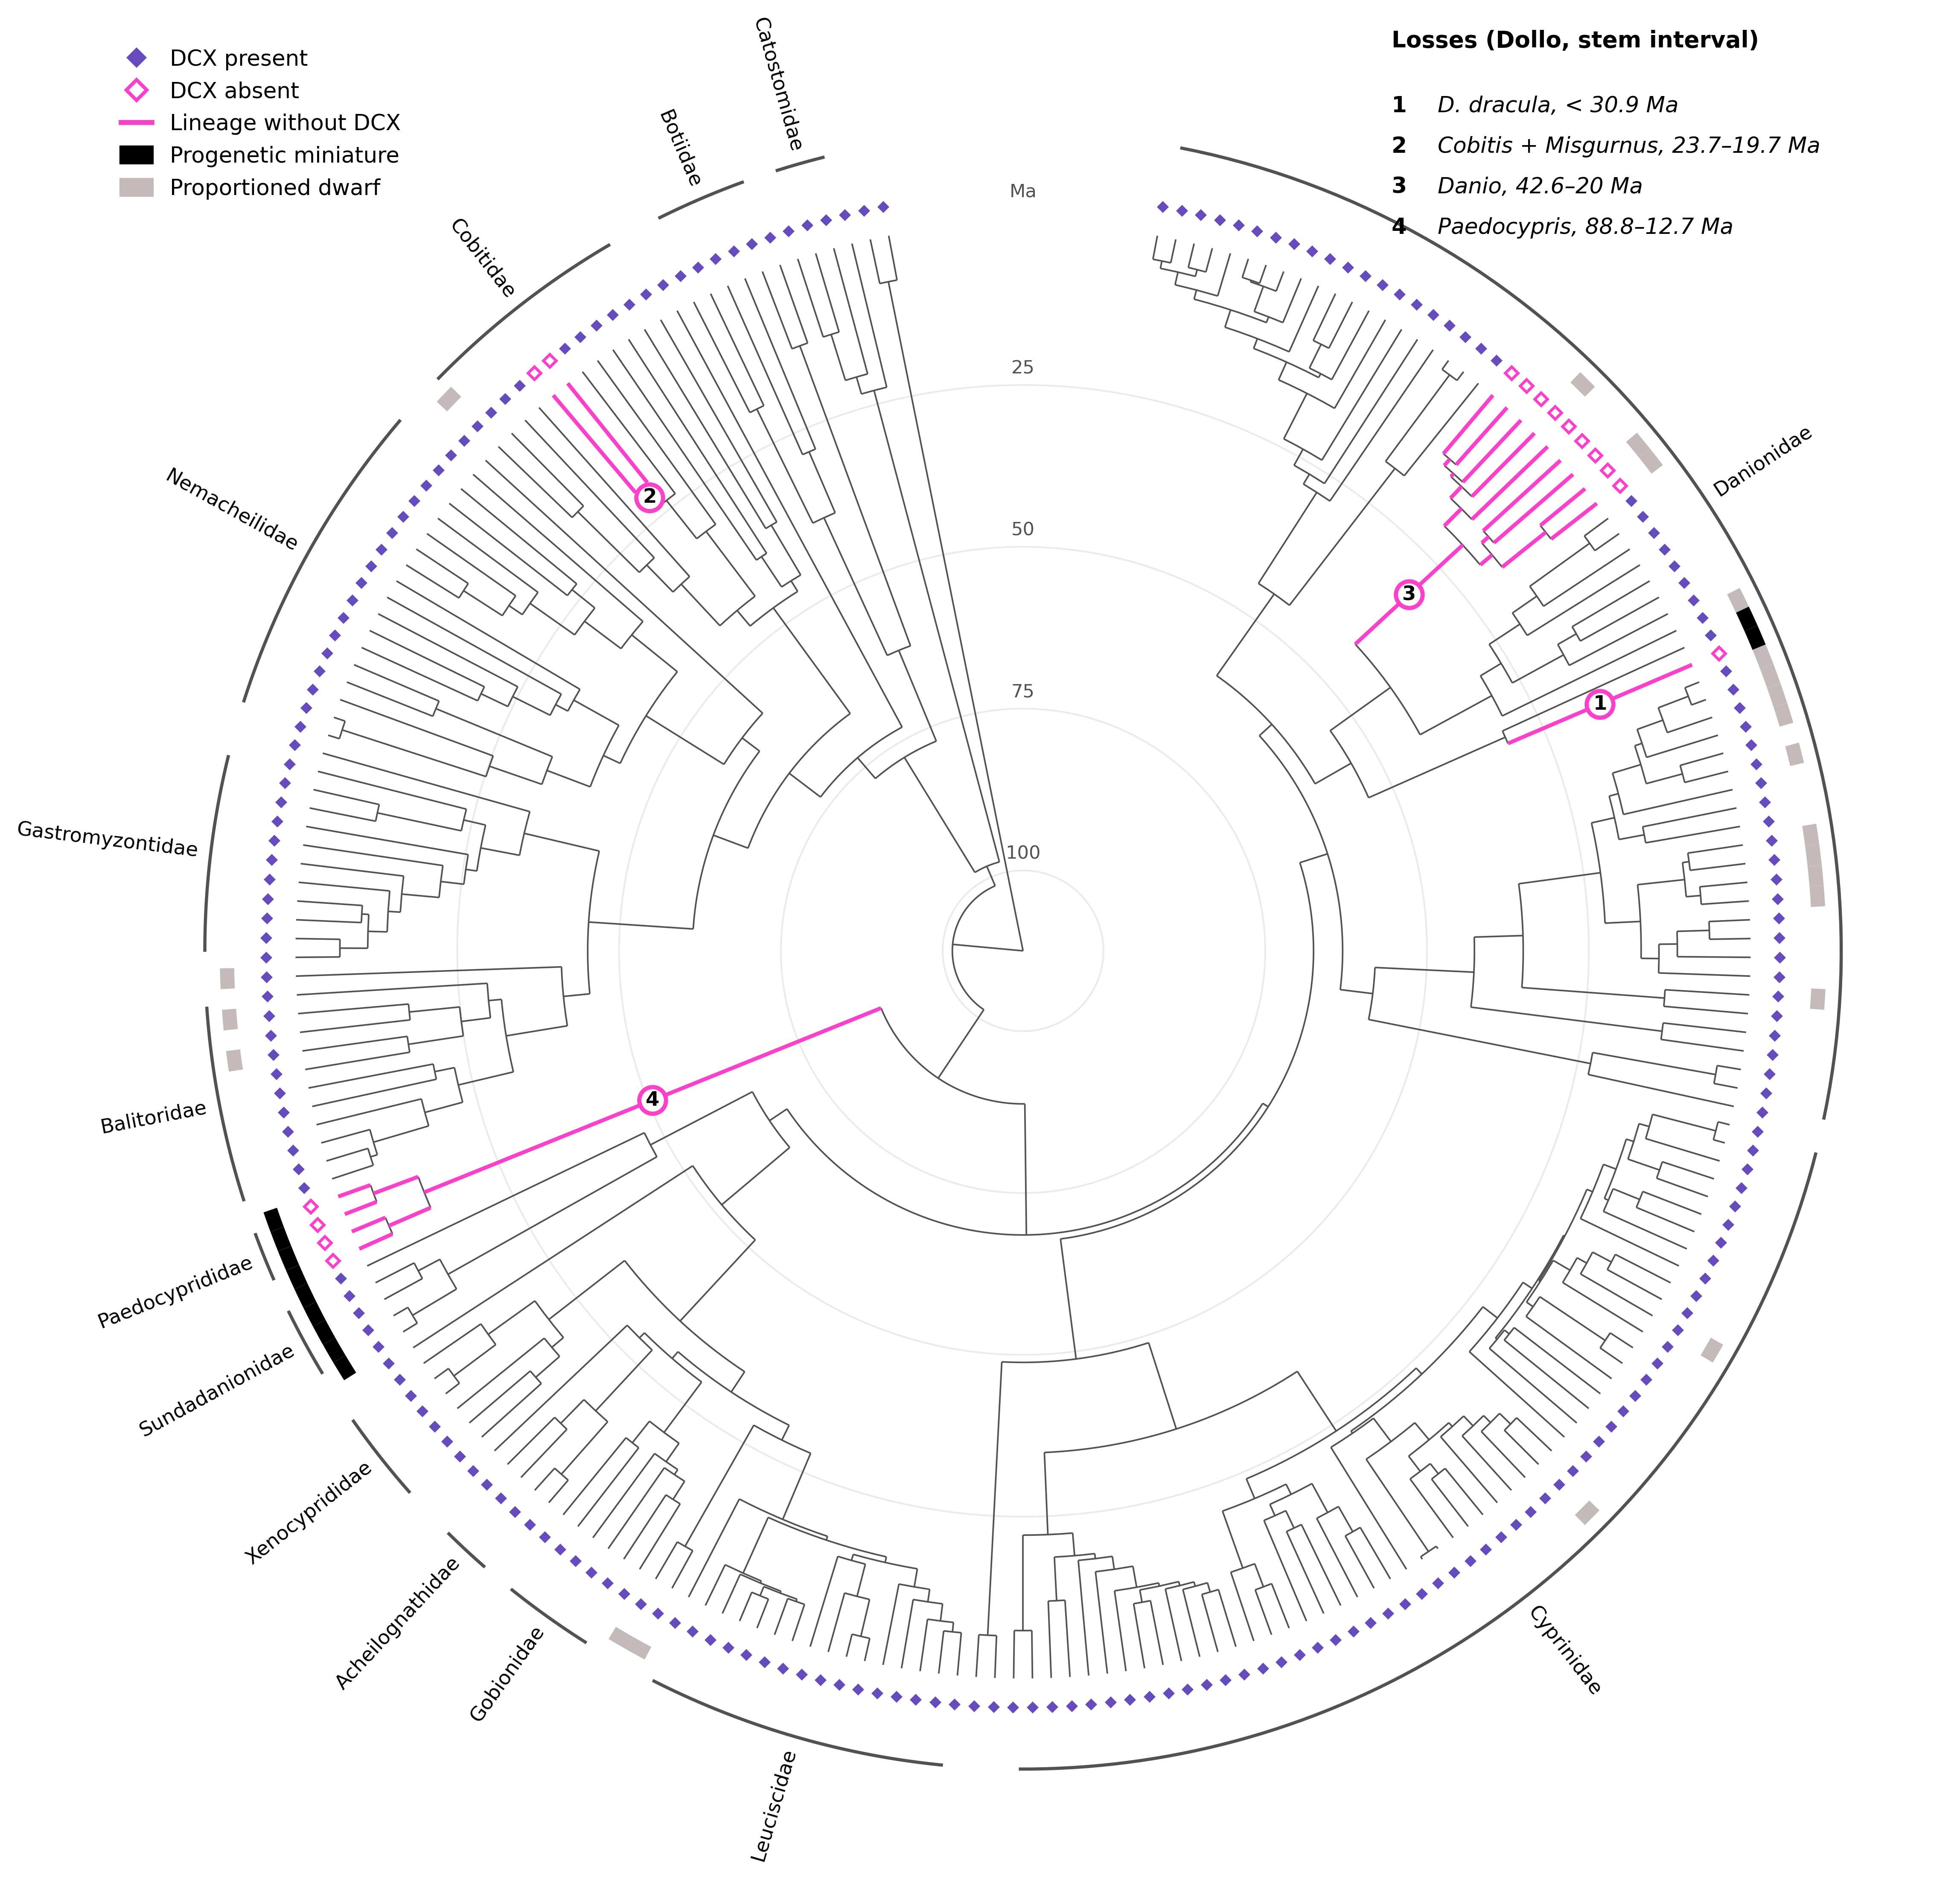 DCX present
DCX absent
Lineage without DCX
Progenetic miniature
Proportioned dwarf
Losses (Dollo, stem interval)
1 D. dracula, < 30.9 Ma
2 Cobitis + Misgurnus, 23.7–19.7 Ma
3 Danio, 42.6–20 Ma
4 Paedocypris, 88.8–12.7 Ma
Catostomidae
Botiidae
Cobitidae
Nemacheilidae
Gastromyzontidae
Balitoridae
Paedocyprididae
Sundadanionidae
Xenocyprididae
Acheilognathidae
Gobionidae
Leuciscidae
Cyprinidae
Danionidae
Ma
25
50
75
100
2
3
1
4